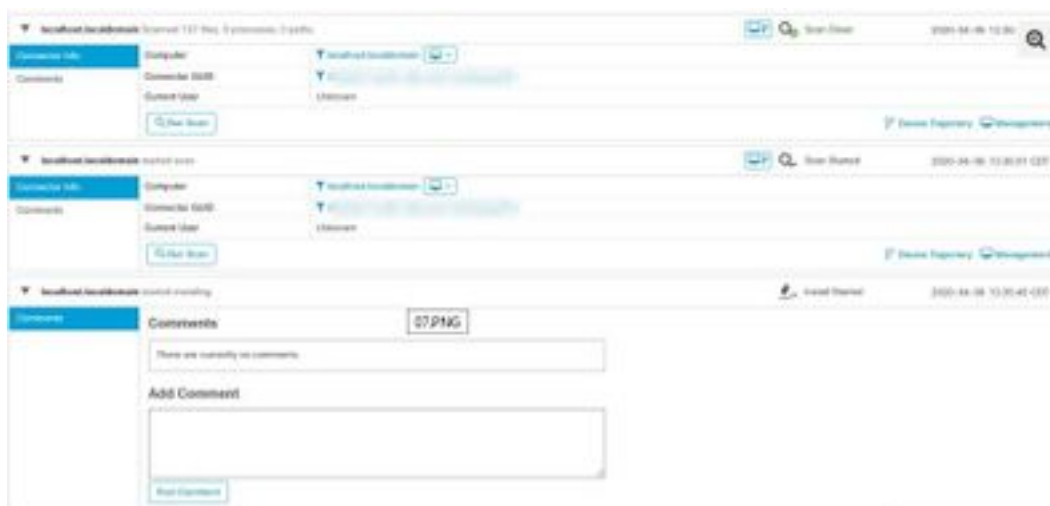 localhost.localdomain Scanned 137 files, 0 processes, 0 paths Scan Clean
Connector Info Computer localhost.localdomain
Comments Connector GUID
Current User Unknown
Run Scan Device Trajectory Management
localhost.localdomain started scan Scan Started
Connector Info Computer localhost.localdomain
Comments Connector GUID
Current User Unknown
Run Scan Device Trajectory Management
localhost.localdomain started installing Install Started
Comments Comments 07.PNG
There are currently no comments
Add Comment
Post Comment